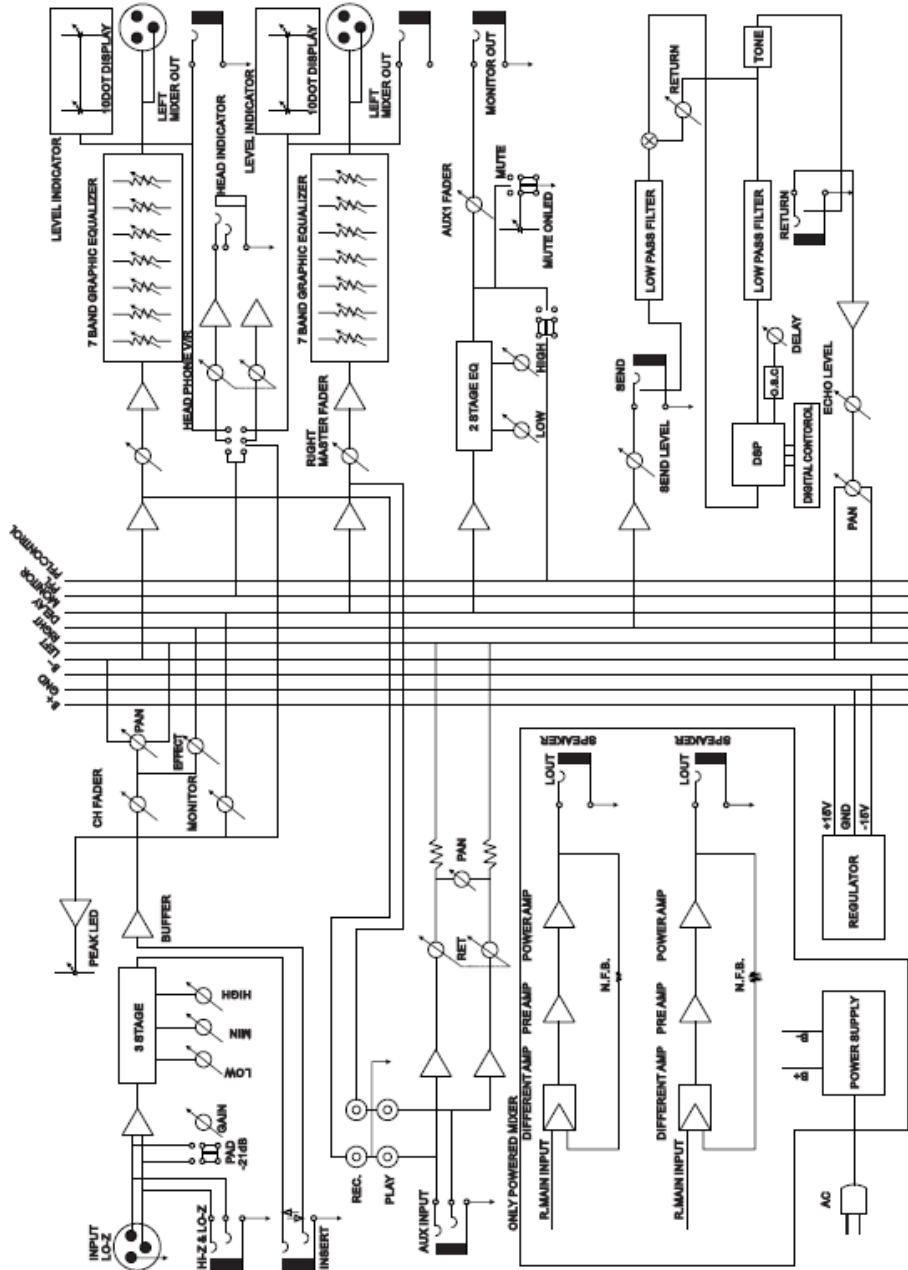 INPUT
LO-Z
HI-Z & LO-Z
INSERT
PAD
-21dB
GAIN
3 STAGE
LOW
MIN
HIGH
PEAK LED
BUFFER
CH FADER
MONITOR
EFFECT
PAN
B+
GND
B-
LEFT
RIGHT
DELAY
MONITOR
PFL
PFLCONTROL
LEVEL INDICATOR
10DOT DISPLAY
7 BAND GRAPHIC EQUALIZER
LEFT
MIXER OUT
HEAD PHONE V/R
HEAD INDICATOR
LEVEL INDICATOR
10DOT DISPLAY
7 BAND GRAPHIC EQUALIZER
LEFT
MIXER OUT
RIGHT
MASTER FADER
2 STAGE EQ
LOW
HIGH
AUX1 FADER
MUTE
MUTE ONLED
MONITOR OUT
SEND LEVEL
SEND
LOW PASS FILTER
RETURN
TONE
LOW PASS FILTER
DSP
O.S.C
DELAY
DIGITAL CONTOROL
RETURN
ECHO LEVEL
PAN
REC.
PLAY
AUX INPUT
RET
PAN
ONLY POWERED MIXER
R.MAIN INPUT
DIFFERENT AMP
PRE AMP
POWER AMP
N.F.B.
LOUT
SPEAKER
R.MAIN INPUT
DIFFERENT AMP
PRE AMP
POWER AMP
N.F.B.
LOUT
SPEAKER
AC
POWER SUPPLY
B+
B-
REGULATOR
+15V
GND
-15V